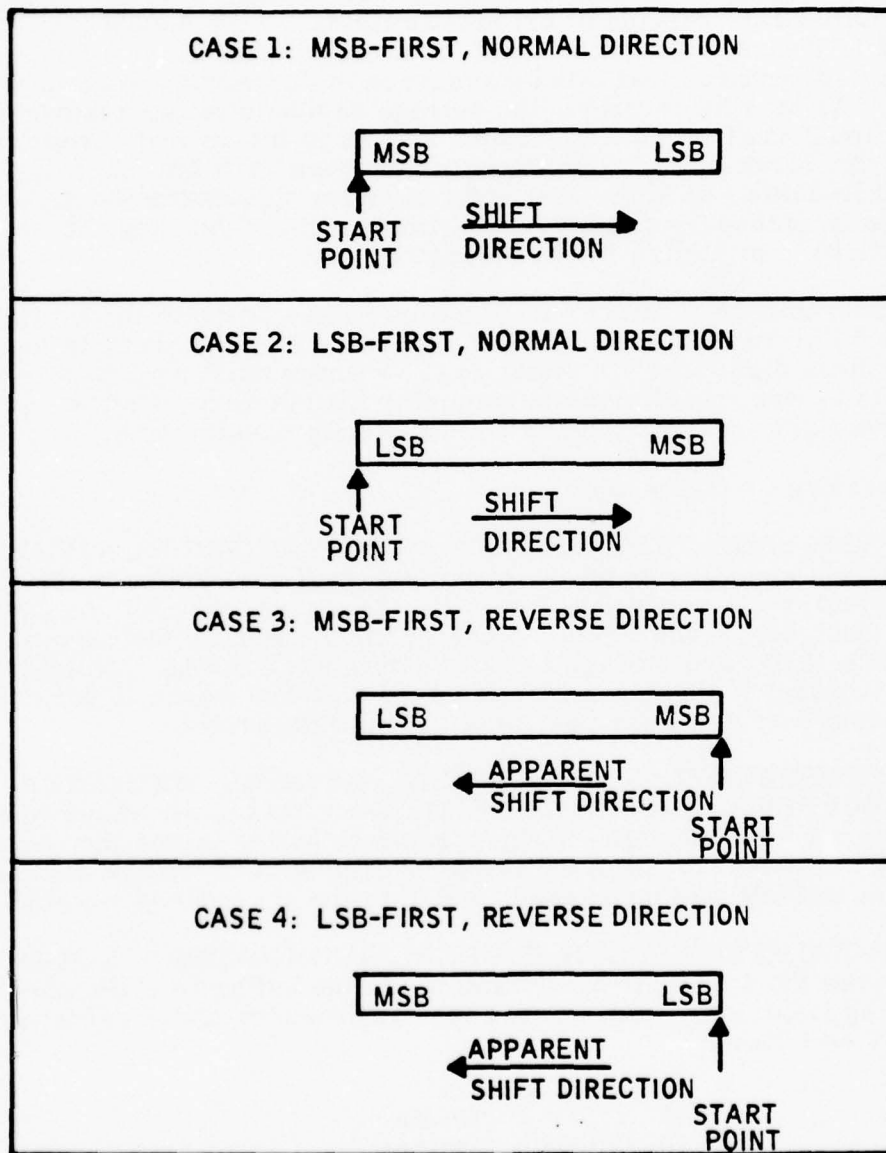 CASE 1: MSB-FIRST, NORMAL DIRECTION
MSB LSB
START POINT
SHIFT DIRECTION
CASE 2: LSB-FIRST, NORMAL DIRECTION
LSB MSB
START POINT
SHIFT DIRECTION
CASE 3: MSB-FIRST, REVERSE DIRECTION
LSB MSB
APPARENT
SHIFT DIRECTION
START
POINT
CASE 4: LSB-FIRST, REVERSE DIRECTION
MSB LSB
APPARENT
SHIFT DIRECTION
START
POINT